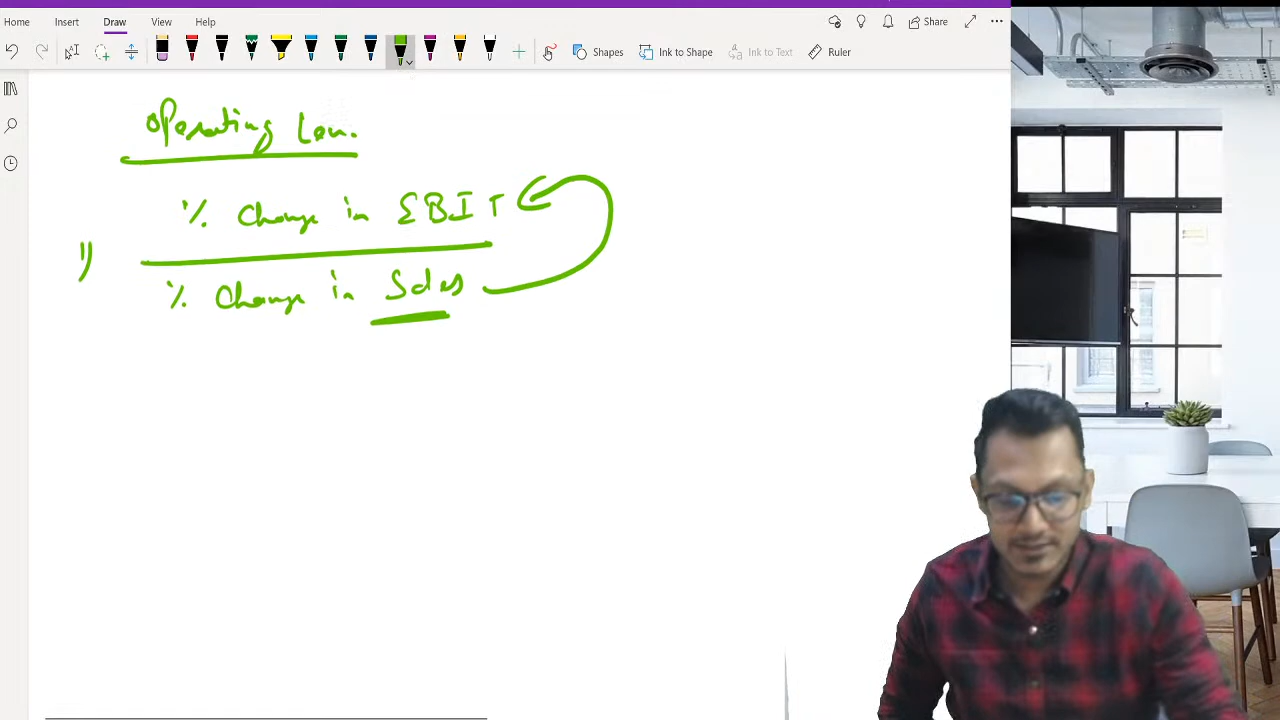 Home Insert Draw View Help
Share
Shapes Ink to Shape Ink to Text Ruler
Operating Lev.
% Change in EBIT
% Change in Sales